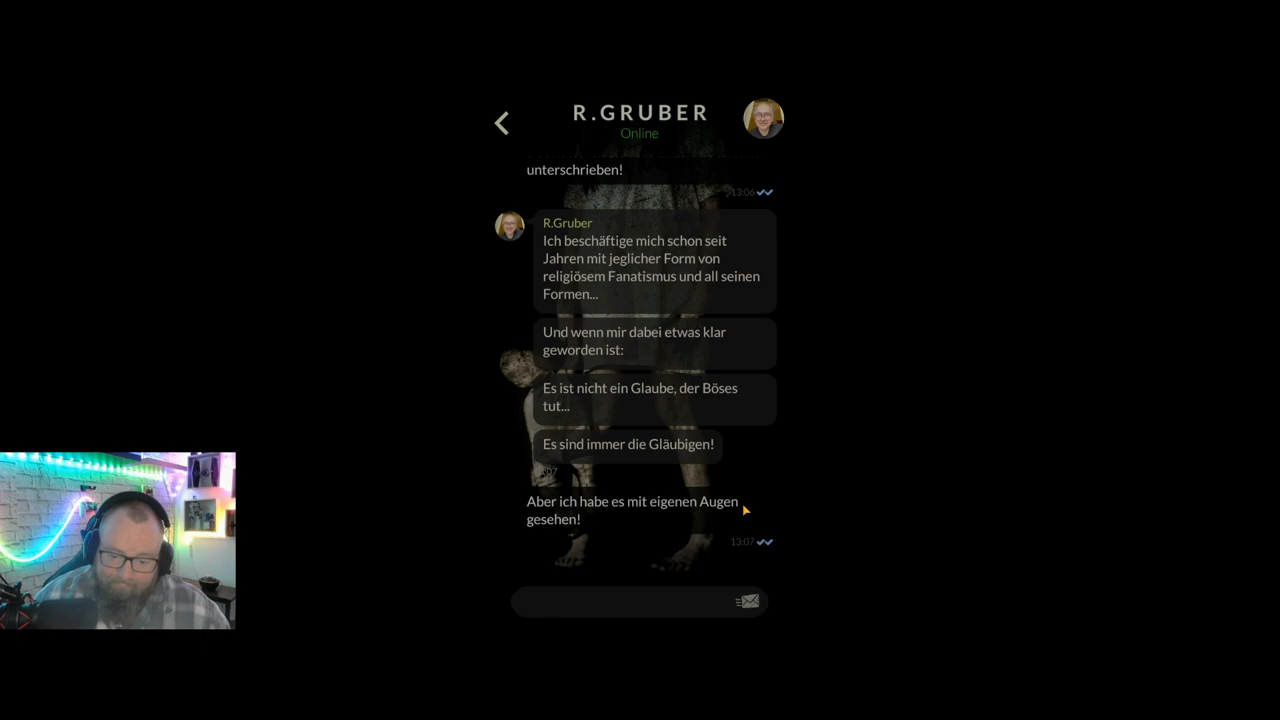 R.GRUBER
Online
unterschrieben!
13:06
R.Gruber
Ich beschäftige mich schon seit
Jahren mit jeglicher Form von
religiösem Fanatismus und all seinen
Formen...
Und wenn mir dabei etwas klar
geworden ist:
Es ist nicht ein Glaube, der Böses
tut...
Es sind immer die Gläubigen!
Aber ich habe es mit eigenen Augen
gesehen!
13:07